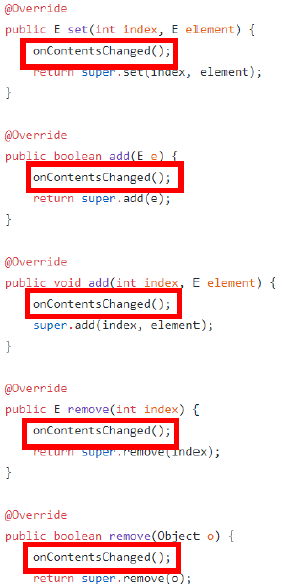 @Override
public E set(int index, E element) {
onContentsChanged();
return super.set(index, element);
}
@Override
public boolean add(E e) {
onContentsChanged();
return super.add(e);
}
@Override
public void add(int index, E element) {
onContentsChanged();
super.add(index, element);
}
@Override
public E remove(int index) {
onContentsChanged();
return super.remove(index);
}
@Override
public boolean remove(Object o) {
onContentsChanged();
return super.remove(o);